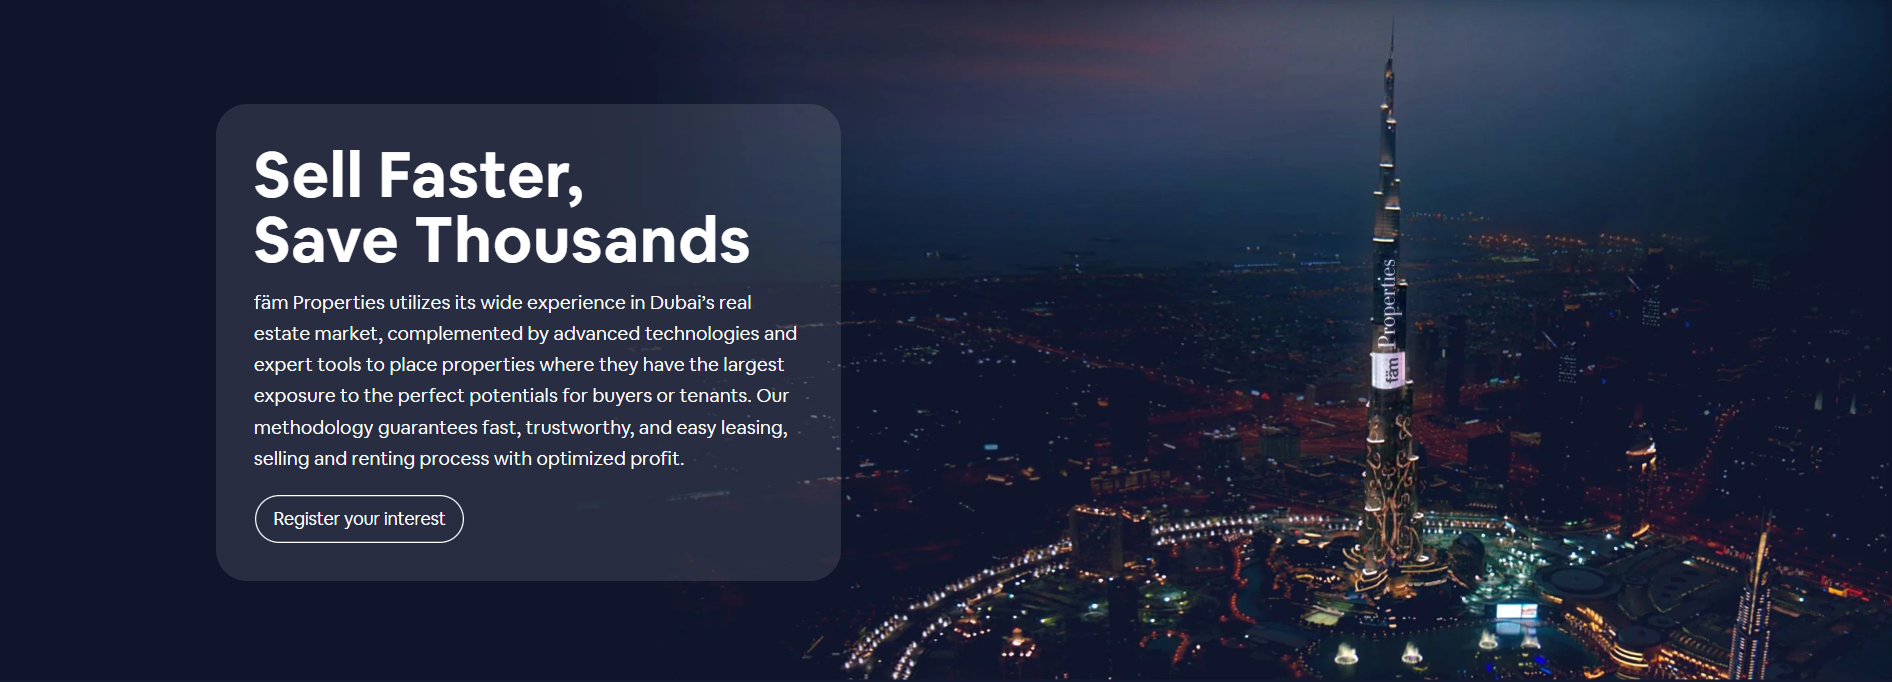 Sell Faster,
Save Thousands
fäm Properties utilizes its wide experience in Dubai’s real
estate market, complemented by advanced technologies and
expert tools to place properties where they have the largest
exposure to the perfect potentials for buyers or tenants. Our
methodology guarantees fast, trustworthy, and easy leasing,
selling and renting process with optimized profit.
Register your interest
fäm Properties